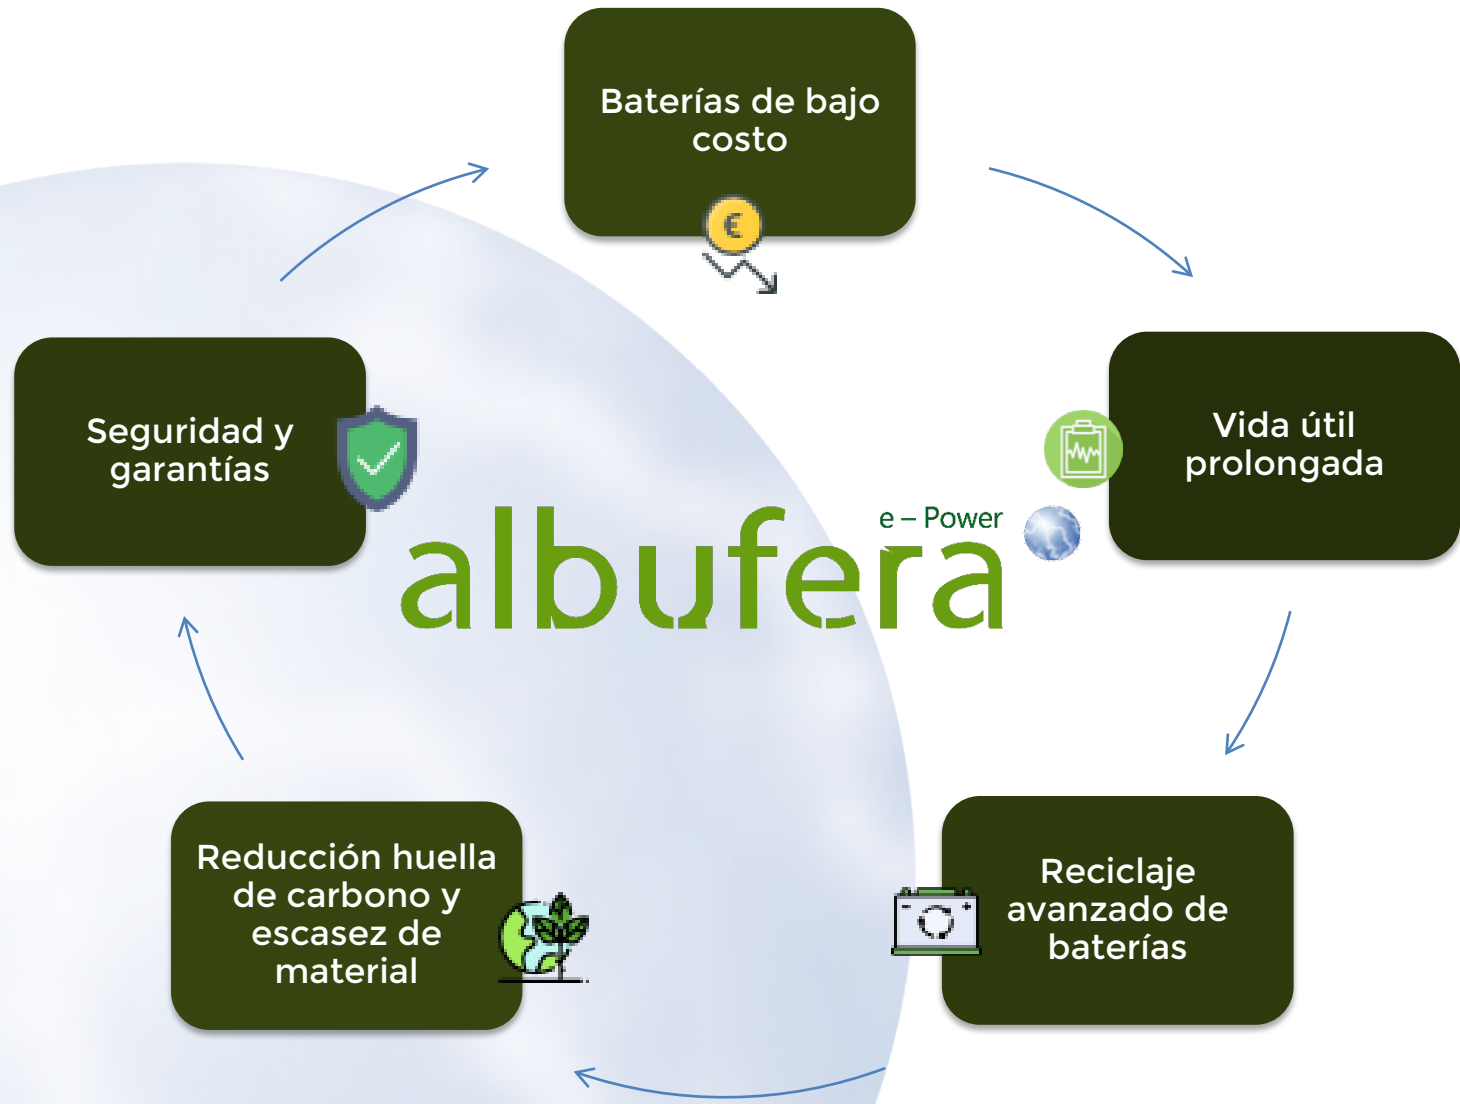 Baterías de bajo
costo
€
Vida útil
prolongada
Reciclaje
avanzado de
baterías
Reducción huella
de carbono y
escasez de
material
Seguridad y
garantías
e – Power
albufera